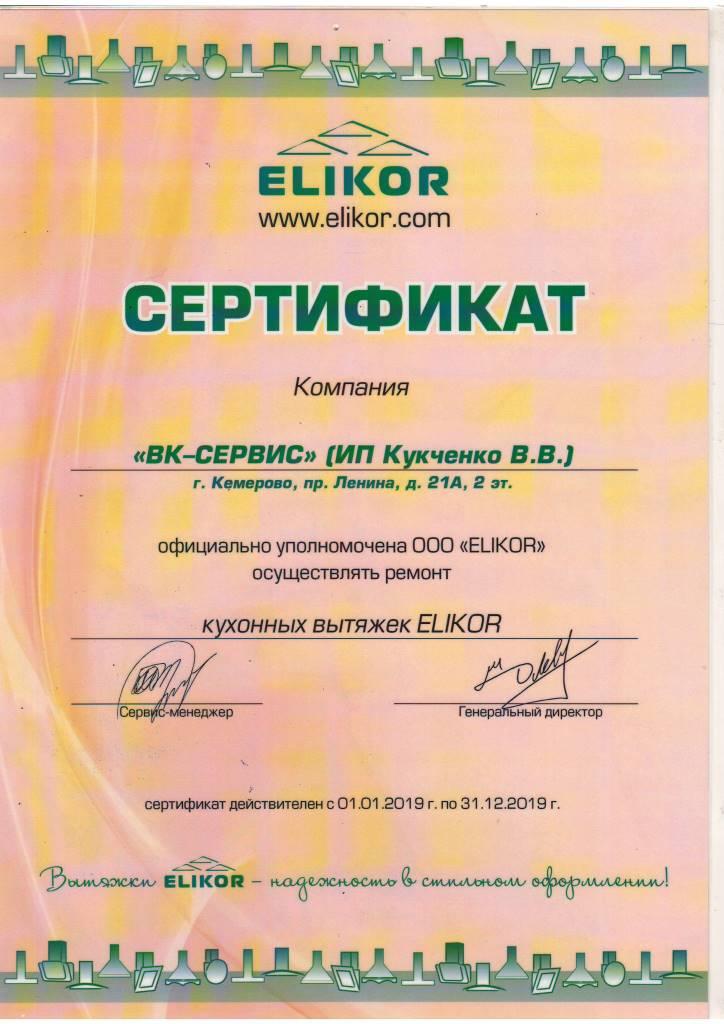 ELIKOR
www.elikor.com
СЕРТИФИКАТ
Компания
«ВК–СЕРВИС» (ИП Кукченко В.В.)
г. Кемерово, пр. Ленина, д. 21А, 2 эт.
официально уполномочена ООО «ELIKOR»
осуществлять ремонт
кухонных вытяжек ELIKOR
Сервис-менеджер Генеральный директор
сертификат действителен с 01.01.2019 г. по 31.12.2019 г.
Вытяжки ELIKOR – надежность в стильном оформлении!